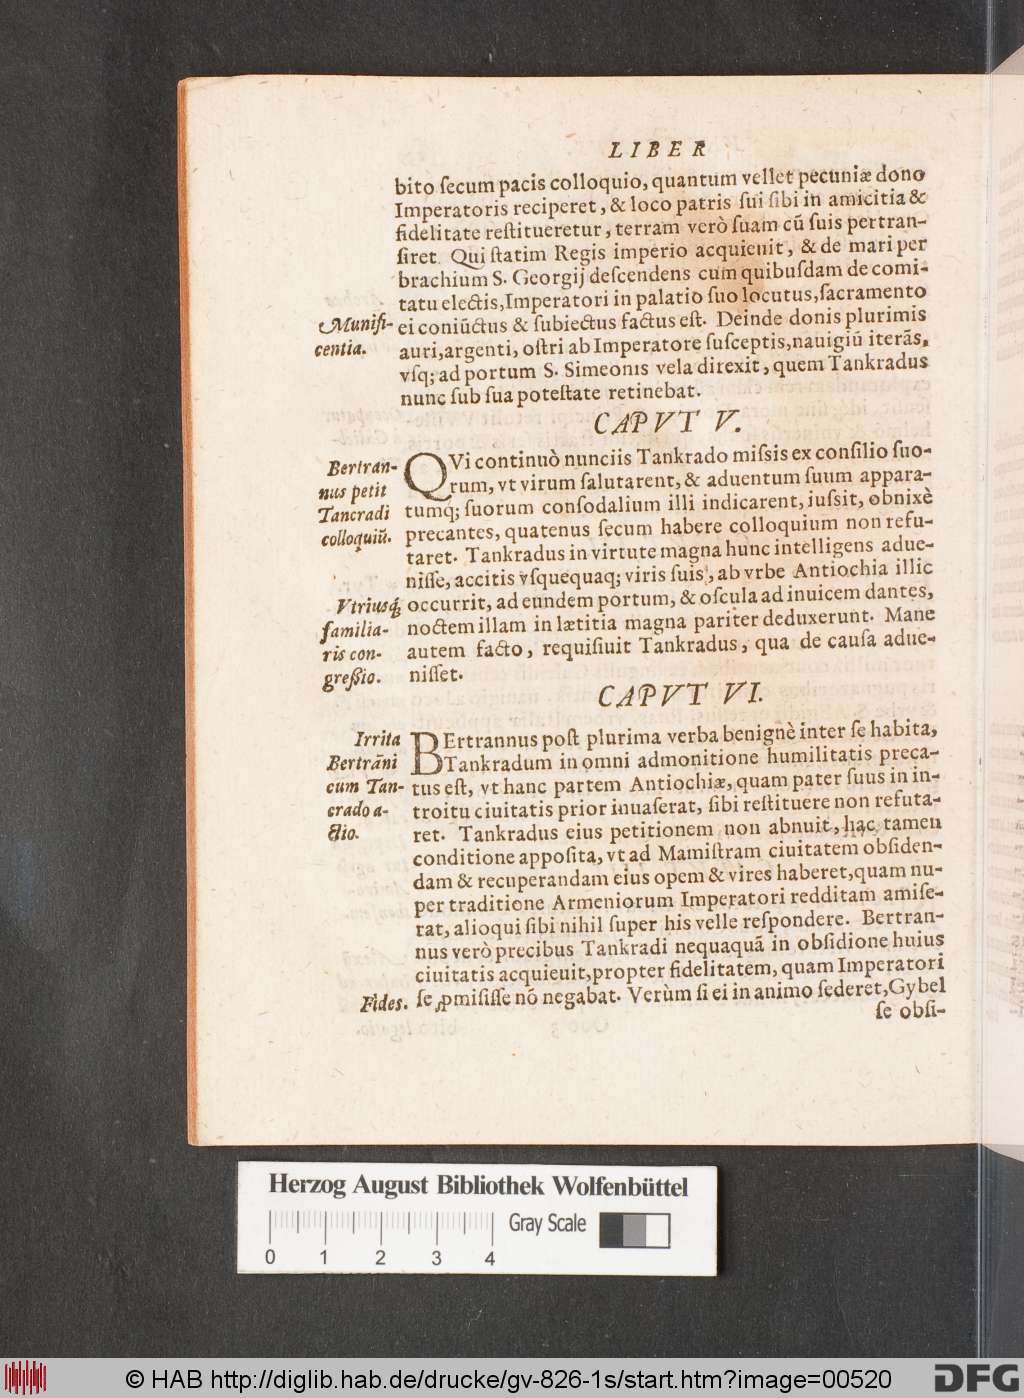 LIBER
bito ſecum pacis colloquio, quantum vellet pecuniæ dono
Imperatoris reciperet, & loco patris ſui ſibi in amicitia &
fidelitate reſtitueretur, terram verò ſuam cũ ſuis pertran-
ſiret. Qui ſtatim Regis imperio acquieuit, & de mari per
brachium S. Georgij deſcendens cum quibuſdam de comi-
tatu electis, Imperatori in palatio ſuo locutus, ſacramento
Munifi-
centia.
ei coniũctus & ſubiectus factus eſt. Deinde donis plurimis
auri, argenti, oſtri ab Imperatore ſuſceptis, nauigiũ iterãs,
vſq; ad portum S. Simeonis vela direxit, quem Tankradus
nunc ſub ſua poteſtate retinebat.
CAPVT V.
Bertran-
nus petit
Tancradi
colloquiũ.
QVi continuò nunciis Tankrado miſsis ex conſilio ſuo-
rum, vt virum ſalutarent, & aduentum ſuum appara-
tumq; ſuorum conſodalium illi indicarent, iuſsit, obnixè
precantes, quatenus ſecum habere colloquium non refu-
taret. Tankradus in virtute magna hunc intelligens adue-
niſſe, accitis vſquequaq; viris ſuis, ab vrbe Antiochia illic
Vtriusq́;
familia-
ris con-
greßio.
occurrit, ad eundem portum, & oſcula ad inuicem dantes,
noctem illam in lætitia magna pariter deduxerunt. Mane
autem facto, requiſiuit Tankradus, qua de cauſa adue-
niſſet.
CAPVT VI.
Irrita
Bertrãni
cum Tan-
crado a-
ctio.
BErtrannus poſt plurima verba benignè inter ſe habita,
Tankradum in omni admonitione humilitatis preca-
tus eſt, vt hanc partem Antiochiæ, quam pater ſuus in in-
troitu ciuitatis prior inuaſerat, ſibi reſtituere non refuta-
ret. Tankradus eius petitionem non abnuit, hac tamen
conditione appoſita, vt ad Mamiſtram ciuitatem obſiden-
dam & recuperandam eius opem & vires haberet, quam nu-
per traditione Armeniorum Imperatori redditam amiſe-
rat, alioqui ſibi nihil ſuper his velle reſpondere. Bertran-
nus verò precibus Tankradi nequaquã in obſidione huius
ciuitatis acquieuit, propter fidelitatem, quam Imperatori
Fides.
ſe ꝓmiſiſſe nõ negabat. Verùm ſi ei in animo ſederet, Gybel
ſe obſi-
Herzog August Bibliothek Wolfenbüttel
Gray Scale
0 1 2 3 4
© HAB http://diglib.hab.de/drucke/gv-826-1s/start.htm?image=00520
DFG